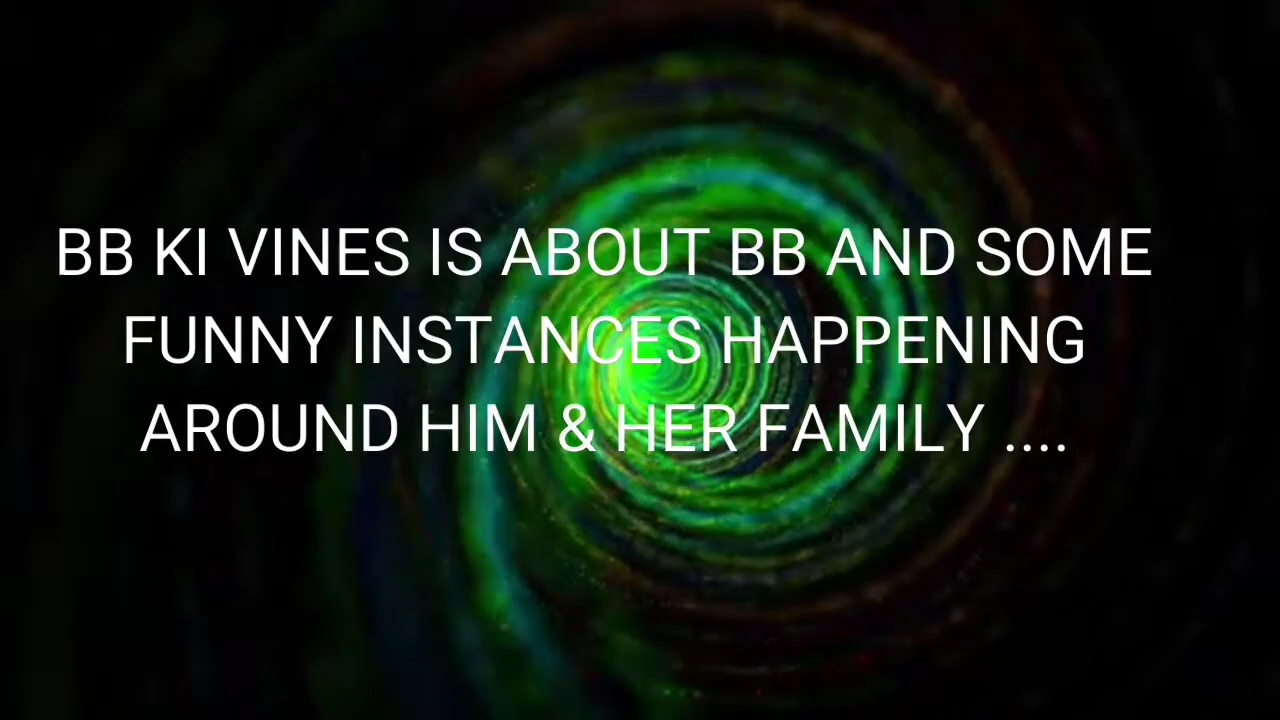 BB KI VINES IS ABOUT BB AND SOME
FUNNY INSTANCES HAPPENING
AROUND HIM & HER FAMILY ....